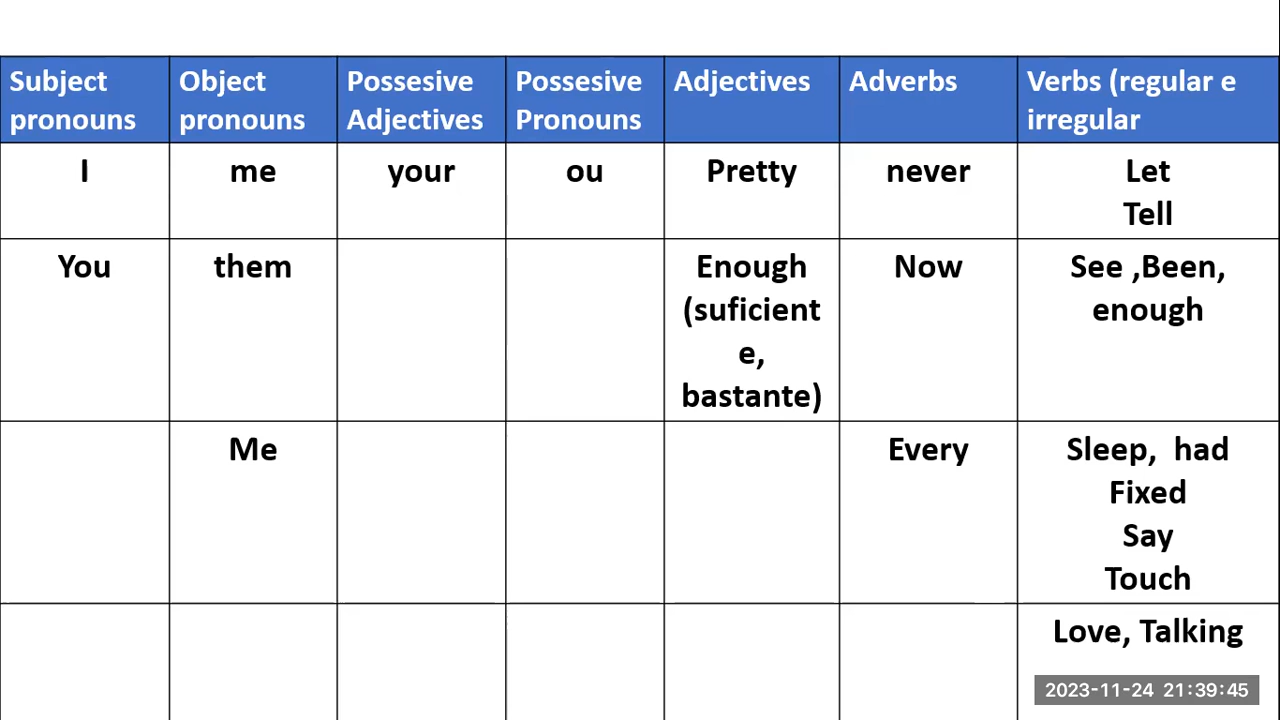 Subject pronouns
Object pronouns
Possesive Adjectives
Possesive Pronouns
Adjectives
Adverbs
Verbs (regular e irregular
I
me
your
ou
Pretty
never
Let
Tell
You
them
Enough
(suficient
e,
bastante)
Now
See ,Been,
enough
Me
Every
Sleep, had
Fixed
Say
Touch
Love, Talking
2023-11-24 21:39:45